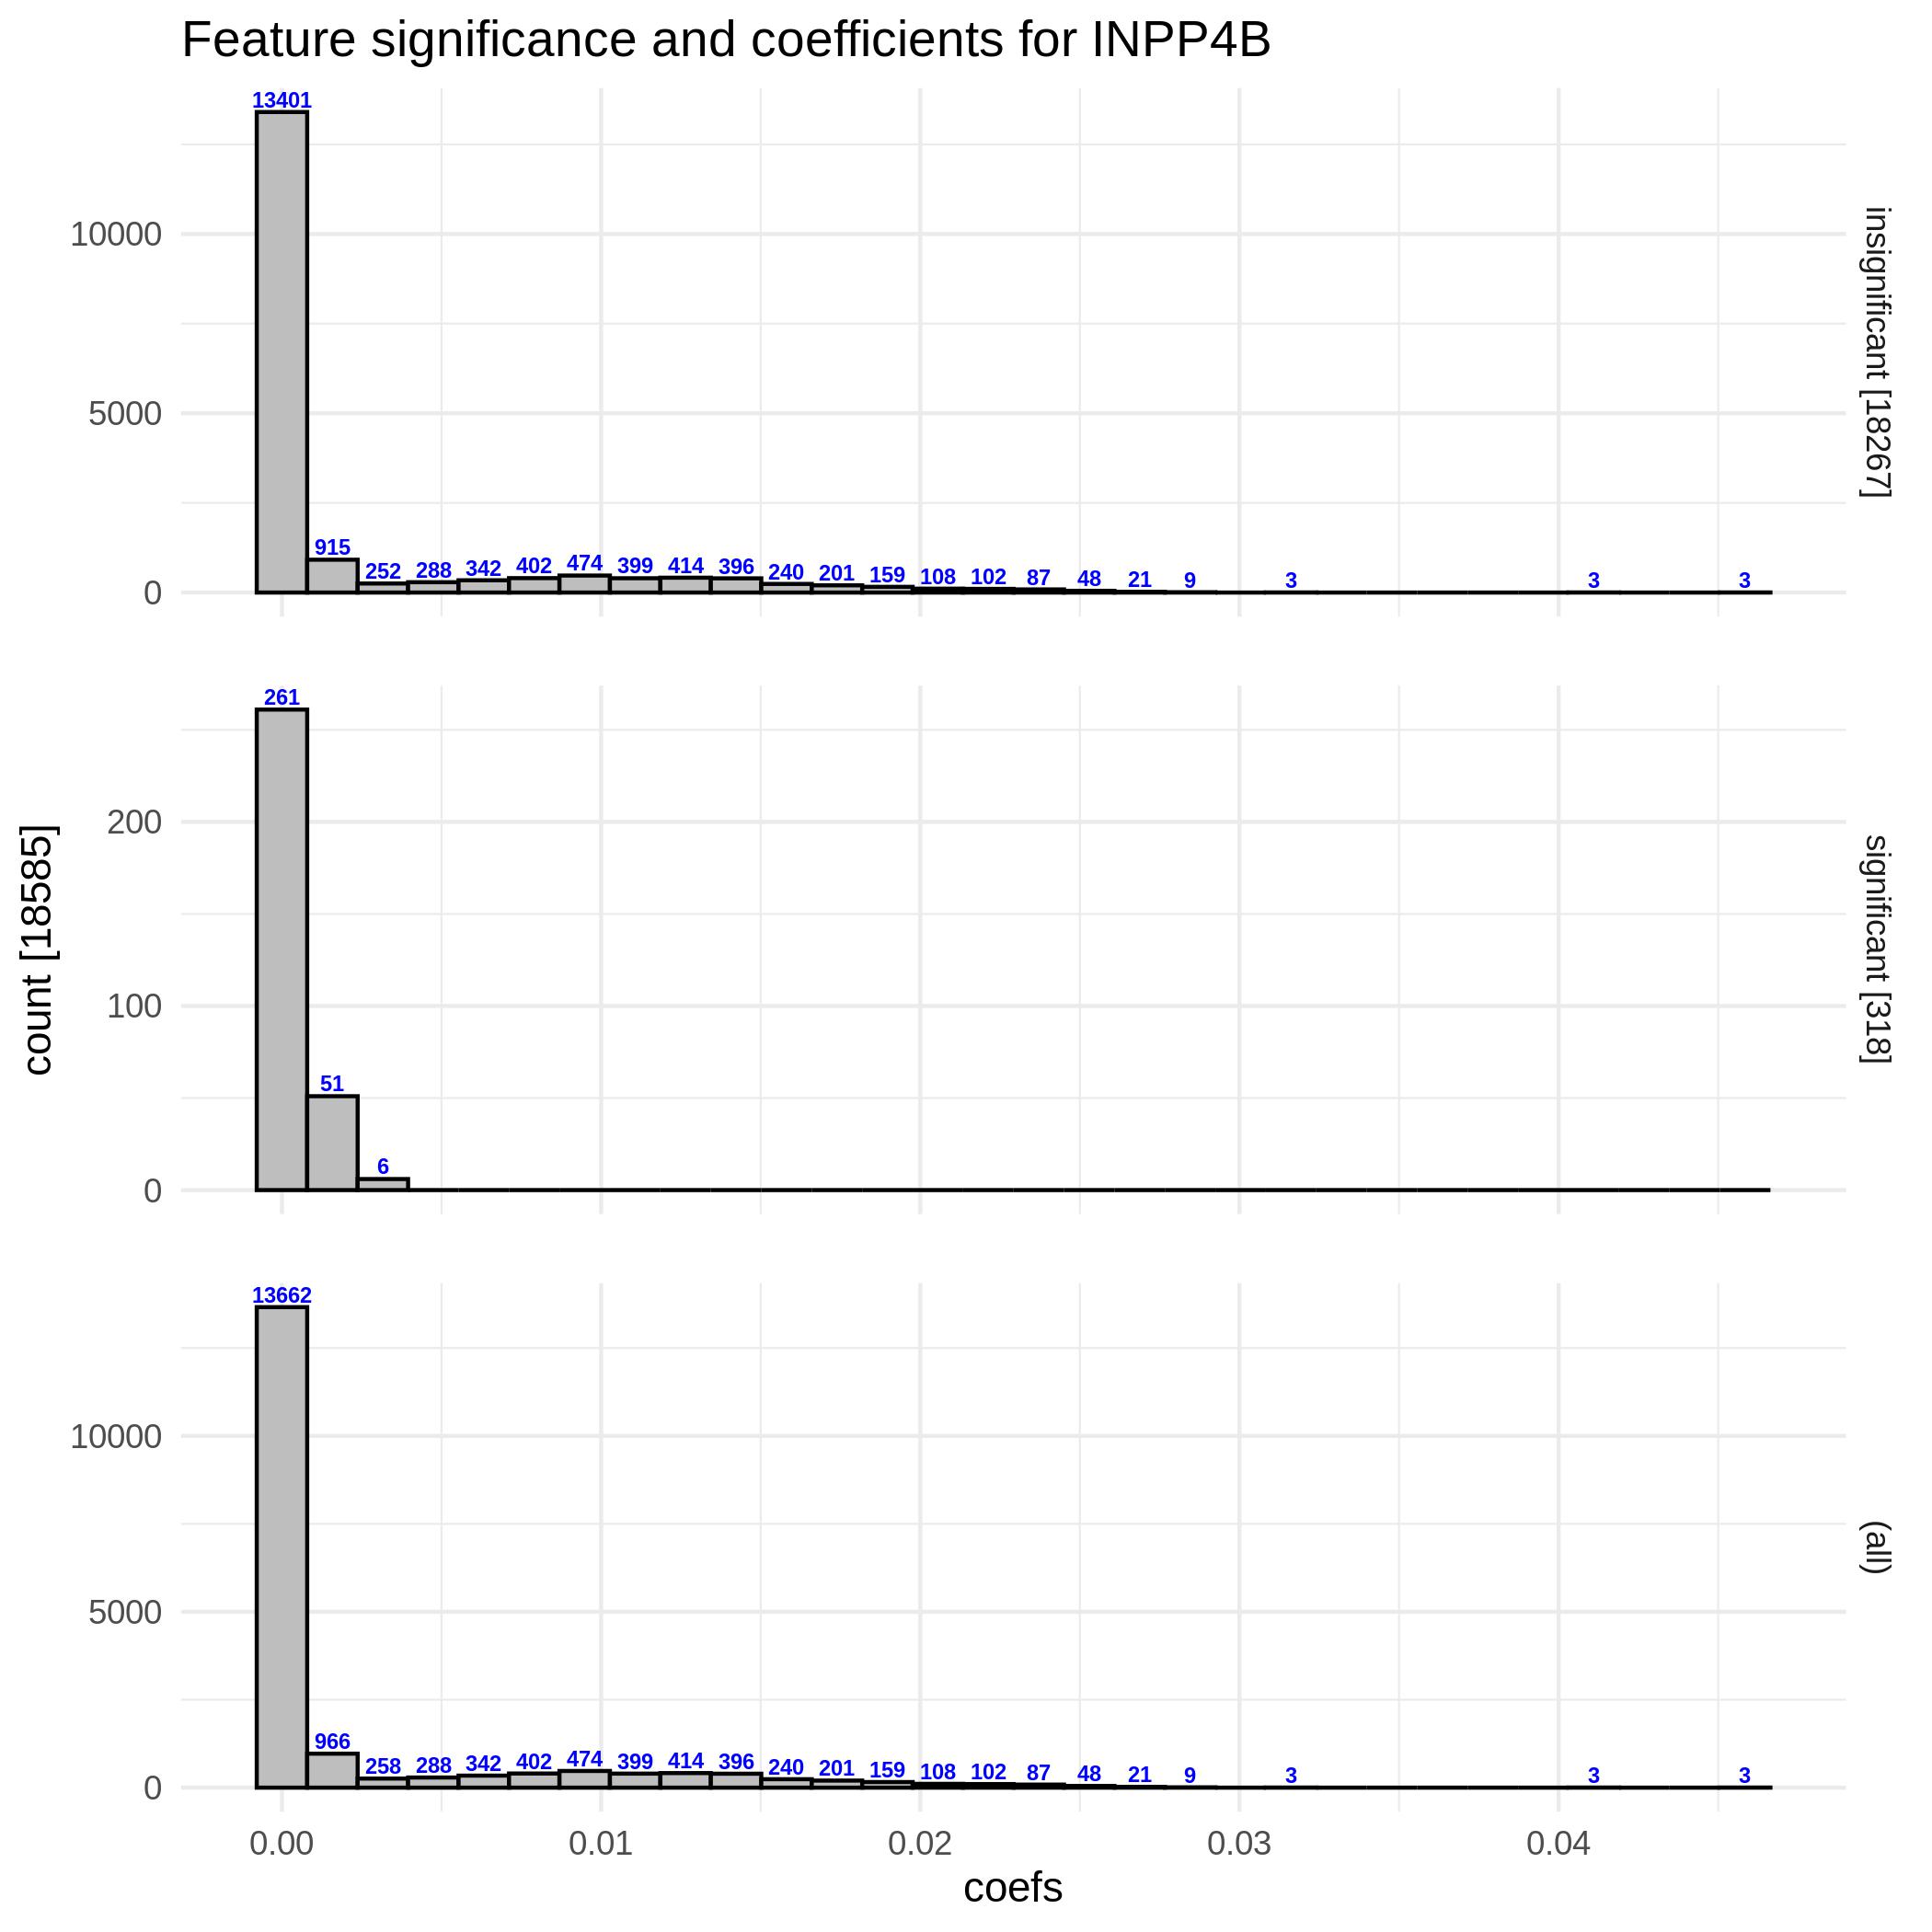 Feature significance and coefficients for INPP4B
count [18585]
13401
10000
5000
0
915 252 288 342 402 474 399 414 396 240 201 159 108 102 87 48 21 9 3 3 3
insignificant [18267]
261
200
100
0
51
6
significant [318]
13662
10000
5000
0
966 258 288 342 402 474 399 414 396 240 201 159 108 102 87 48 21 9 3 3 3
(all)
0.00 0.01 0.02 0.03 0.04
coefs